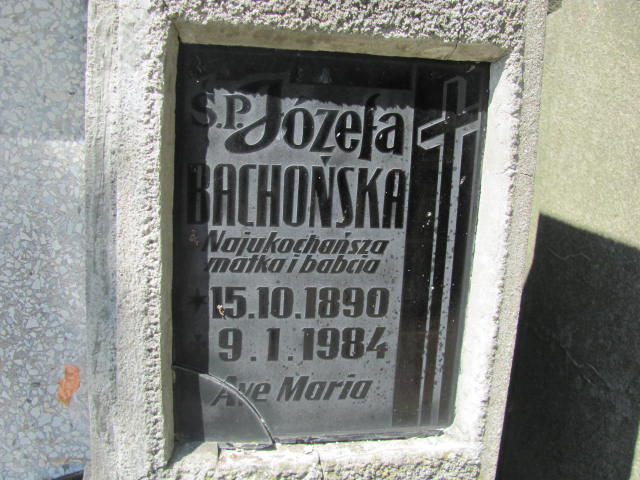 Ś.P. Józefa
BACHOŃSKA
Najukochańsza
matka i babcia
* 15.10.1890
✝ 9.1.1984
Ave Maria